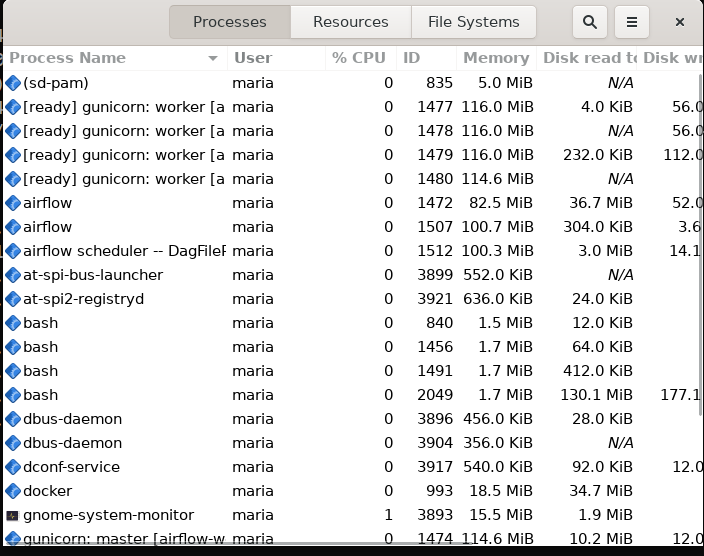 Processes Resources File Systems
Process Name User % CPU ID Memory Disk read to Disk wr
(sd-pam) maria 0 835 5.0 MiB N/A
[ready] gunicorn: worker [a maria 0 1477 116.0 MiB 4.0 KiB 56.0
[ready] gunicorn: worker [a maria 0 1478 116.0 MiB N/A 56.0
[ready] gunicorn: worker [a maria 0 1479 116.0 MiB 232.0 KiB 112.0
[ready] gunicorn: worker [a maria 0 1480 114.6 MiB N/A
airflow maria 0 1472 82.5 MiB 36.7 MiB 52.0
airflow maria 0 1507 100.7 MiB 304.0 KiB 3.6
airflow scheduler -- DagFileP maria 0 1512 100.3 MiB 3.0 MiB 14.1
at-spi-bus-launcher maria 0 3899 552.0 KiB N/A
at-spi2-registryd maria 0 3921 636.0 KiB 24.0 KiB
bash maria 0 840 1.5 MiB 12.0 KiB
bash maria 0 1456 1.7 MiB 64.0 KiB
bash maria 0 1491 1.7 MiB 412.0 KiB
bash maria 0 2049 1.7 MiB 130.1 MiB 177.1
dbus-daemon maria 0 3896 456.0 KiB 28.0 KiB
dbus-daemon maria 0 3904 356.0 KiB N/A
dconf-service maria 0 3917 540.0 KiB 92.0 KiB 12.0
docker maria 0 993 18.5 MiB 34.7 MiB
gnome-system-monitor maria 1 3893 15.5 MiB 1.9 MiB
gunicorn: master [airflow-w maria 0 1474 114.6 MiB 10.2 MiB 12.0